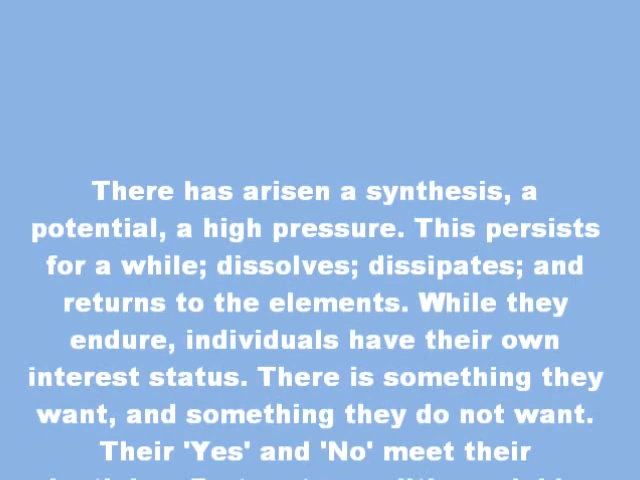 There has arisen a synthesis, a
potential, a high pressure. This persists
for a while; dissolves; dissipates; and
returns to the elements. While they
endure, individuals have their own
interest status. There is something they
want, and something they do not want.
Their 'Yes' and 'No' meet their